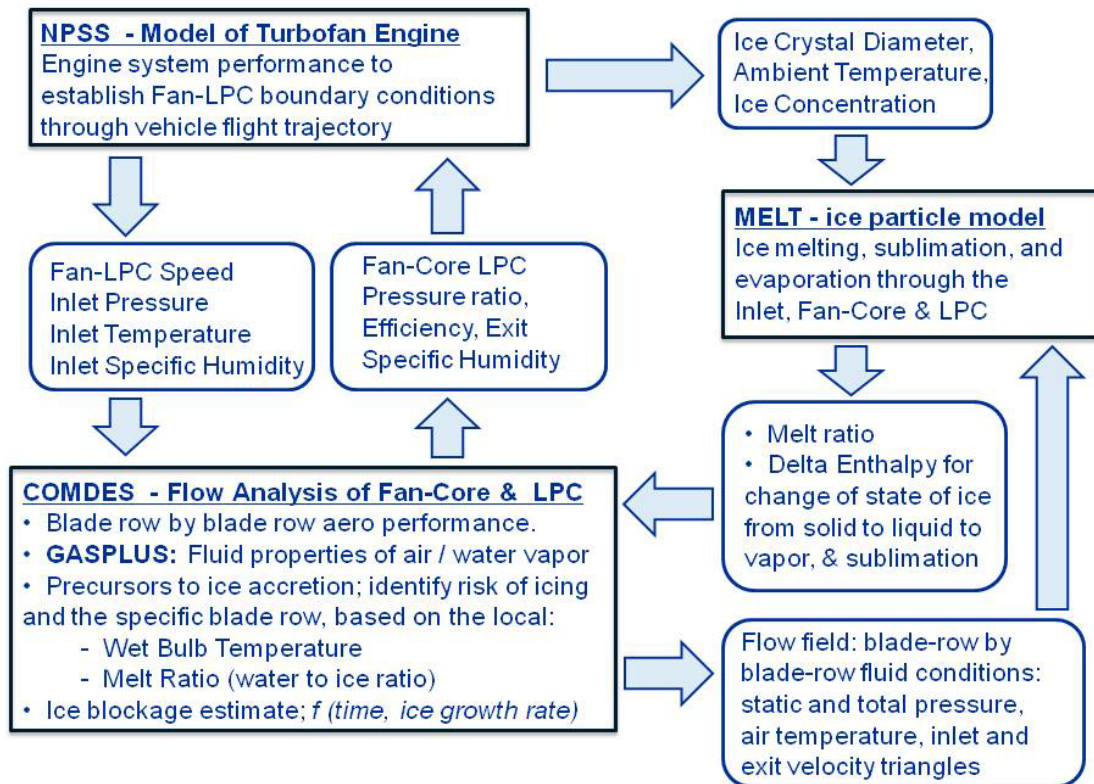 NPSS - Model of Turbofan Engine
Engine system performance to
establish Fan-LPC boundary conditions
through vehicle flight trajectory
Ice Crystal Diameter,
Ambient Temperature,
Ice Concentration
MELT - ice particle model
Ice melting, sublimation, and
evaporation through the
Inlet, Fan-Core & LPC
Fan-LPC Speed
Inlet Pressure
Inlet Temperature
Inlet Specific Humidity
Fan-Core LPC
Pressure ratio,
Efficiency, Exit
Specific Humidity
• Melt ratio
• Delta Enthalpy for
change of state of ice
from solid to liquid to
vapor, & sublimation
COMDES - Flow Analysis of Fan-Core & LPC
• Blade row by blade row aero performance.
• GASPLUS: Fluid properties of air / water vapor
• Precursors to ice accretion; identify risk of icing
and the specific blade row, based on the local:
- Wet Bulb Temperature
- Melt Ratio (water to ice ratio)
• Ice blockage estimate; f (time, ice growth rate)
Flow field: blade-row by
blade-row fluid conditions:
static and total pressure,
air temperature, inlet and
exit velocity triangles